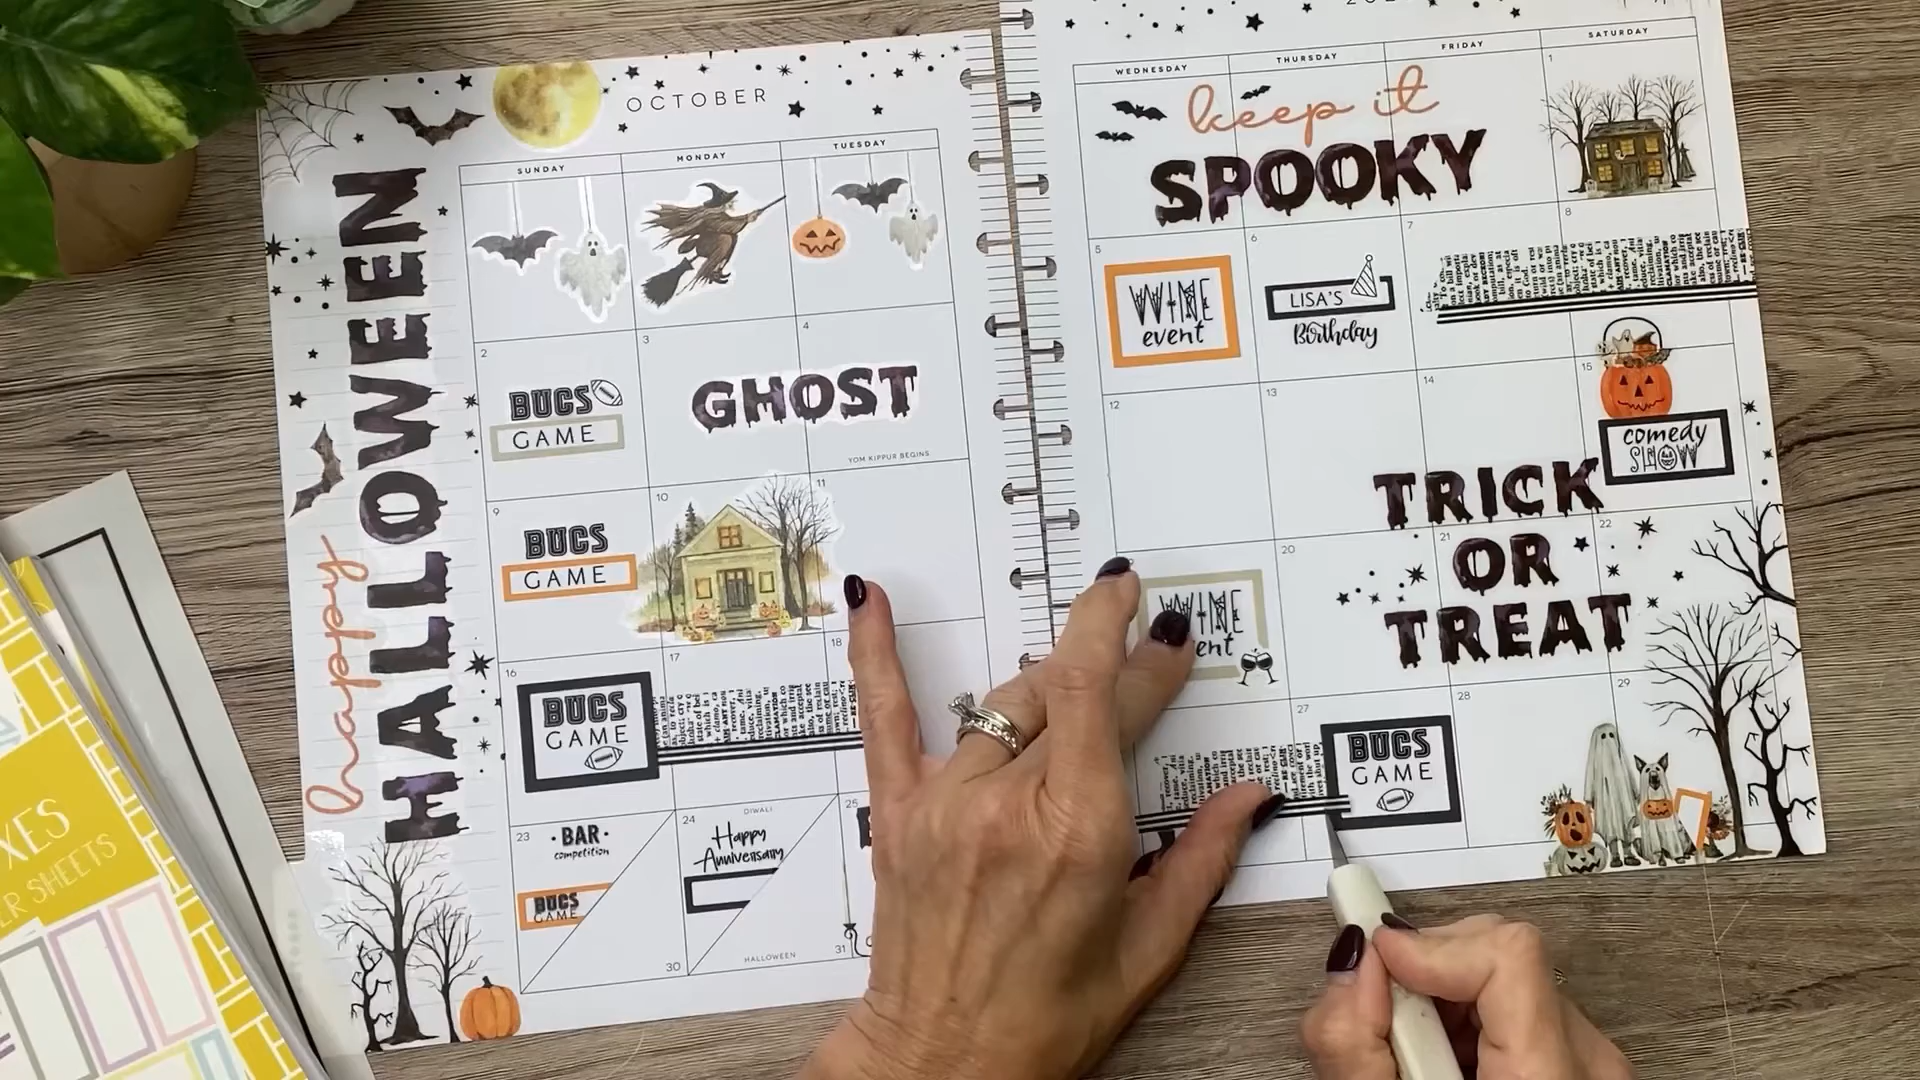 OCTOBER
SUNDAY
MONDAY
TUESDAY
happy
HALLOWEEN
2
3
4
BUCS
GAME
GHOST
YOM KIPPUR BEGINS
9
10
11
BUCS
GAME
16
17
18
BUCS
GAME
23
BAR
competition
BUCS
GAME
30
24
DIWALI
Happy
Anniversary
HALLOWEEN
25
31
WEDNESDAY
THURSDAY
FRIDAY
SATURDAY
1
keep it
SPOOKY
5
6
7
8
WINE
event
LISA'S
Birthday
12
13
14
15
comedy
SHOW
TRICK
OR
TREAT
20
21
22
WINE
27
28
29
BUCS
GAME
XES
ER SHEETS